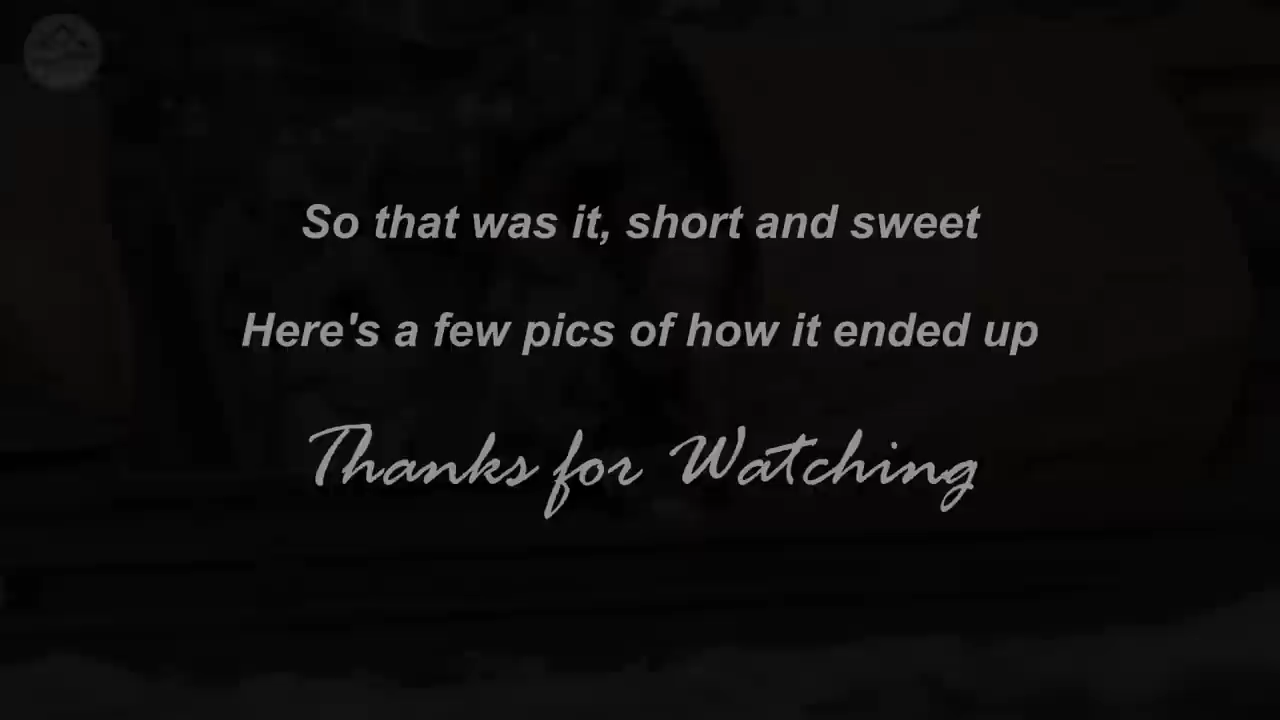 So that was it, short and sweet
Here's a few pics of how it ended up
Thanks for Watching